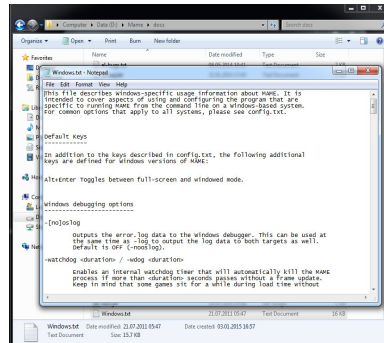 Computer ▸ Data (D:) ▸ Mame ▸ docs
Search docs
Organize ▾ Open ▾ Print Burn New folder
Favorites
Name Date modified Type Size
Windows.txt - Notepad
File Edit Format View Help
This file describes Windows-specific usage information about MAME. It is
intended to cover aspects of using and configuring the program that are
specific to running MAME from the command line on a Windows-based system.
For common options that apply to all systems, please see config.txt.
Default Keys
------------
In addition to the keys described in config.txt, the following additional
keys are defined for Windows versions of MAME:
Alt+Enter Toggles between full-screen and windowed mode.
Windows debugging options
-------------------------
-[no]oslog
Outputs the error.log data to the Windows debugger. This can be used at
the same time as -log to output the log data to both targets as well.
Default is OFF (-nooslog).
-watchdog <duration> / -wdog <duration>
Enables an internal watchdog timer that will automatically kill the MAME
process if more than <duration> seconds passes without a frame update.
Keep in mind that some games sit for a while during load time without
Windows.txt 21.07.2011 05:47 Text Document 16 KB
Windows.txt Date modified: 21.07.2011 05:47 Date created: 03.01.2015 16:57
Text Document Size: 15,7 KB